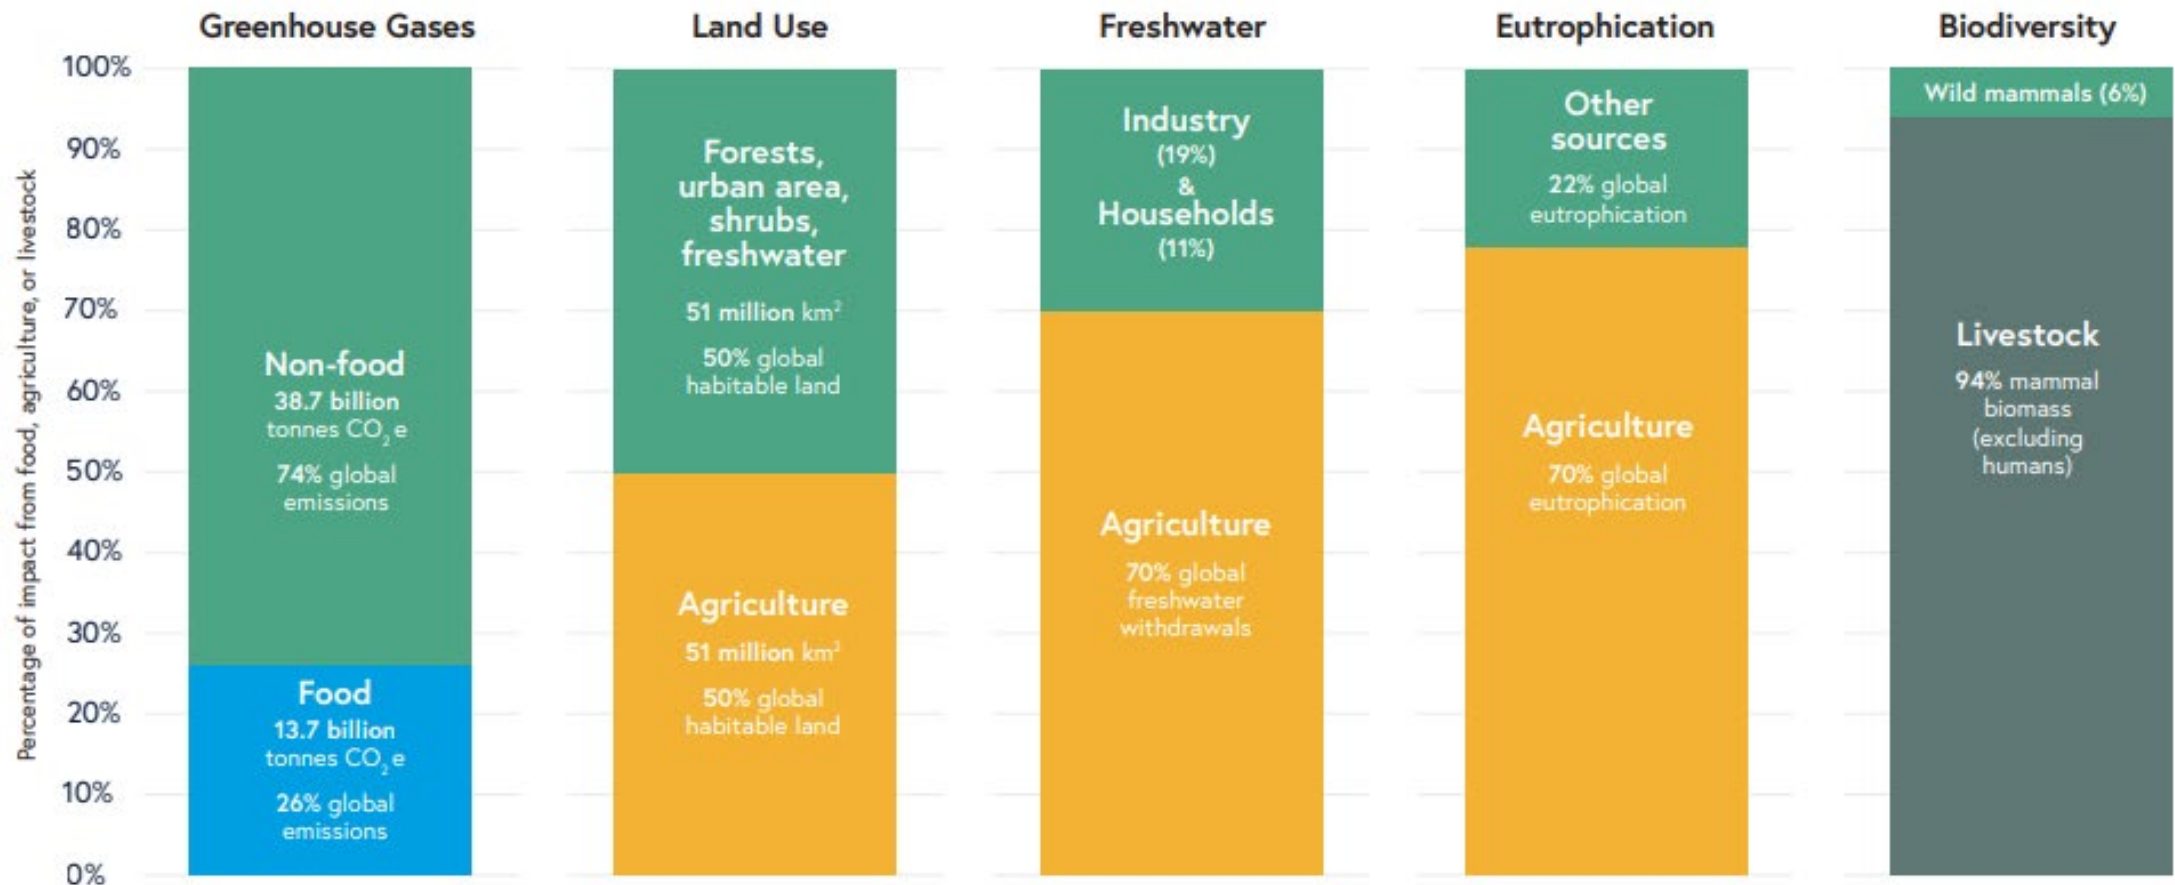 Greenhouse Gases
Land Use
Freshwater
Eutrophication
Biodiversity
Percentage of impact from food, agriculture, or livestock
100%
90%
80%
70%
60%
50%
40%
30%
20%
10%
0%
Non-food
38.7 billion
tonnes CO₂ e
74% global
emissions
Food
13.7 billion
tonnes CO₂ e
26% global
emissions
Forests,
urban area,
shrubs,
freshwater
51 million km²
50% global
habitable land
Agriculture
51 million km²
50% global
habitable land
Industry
(19%)
&
Households
(11%)
Agriculture
70% global
freshwater
withdrawals
Other
sources
22% global
eutrophication
Agriculture
70% global
eutrophication
Wild mammals (6%)
Livestock
94% mammal
biomass
(excluding
humans)